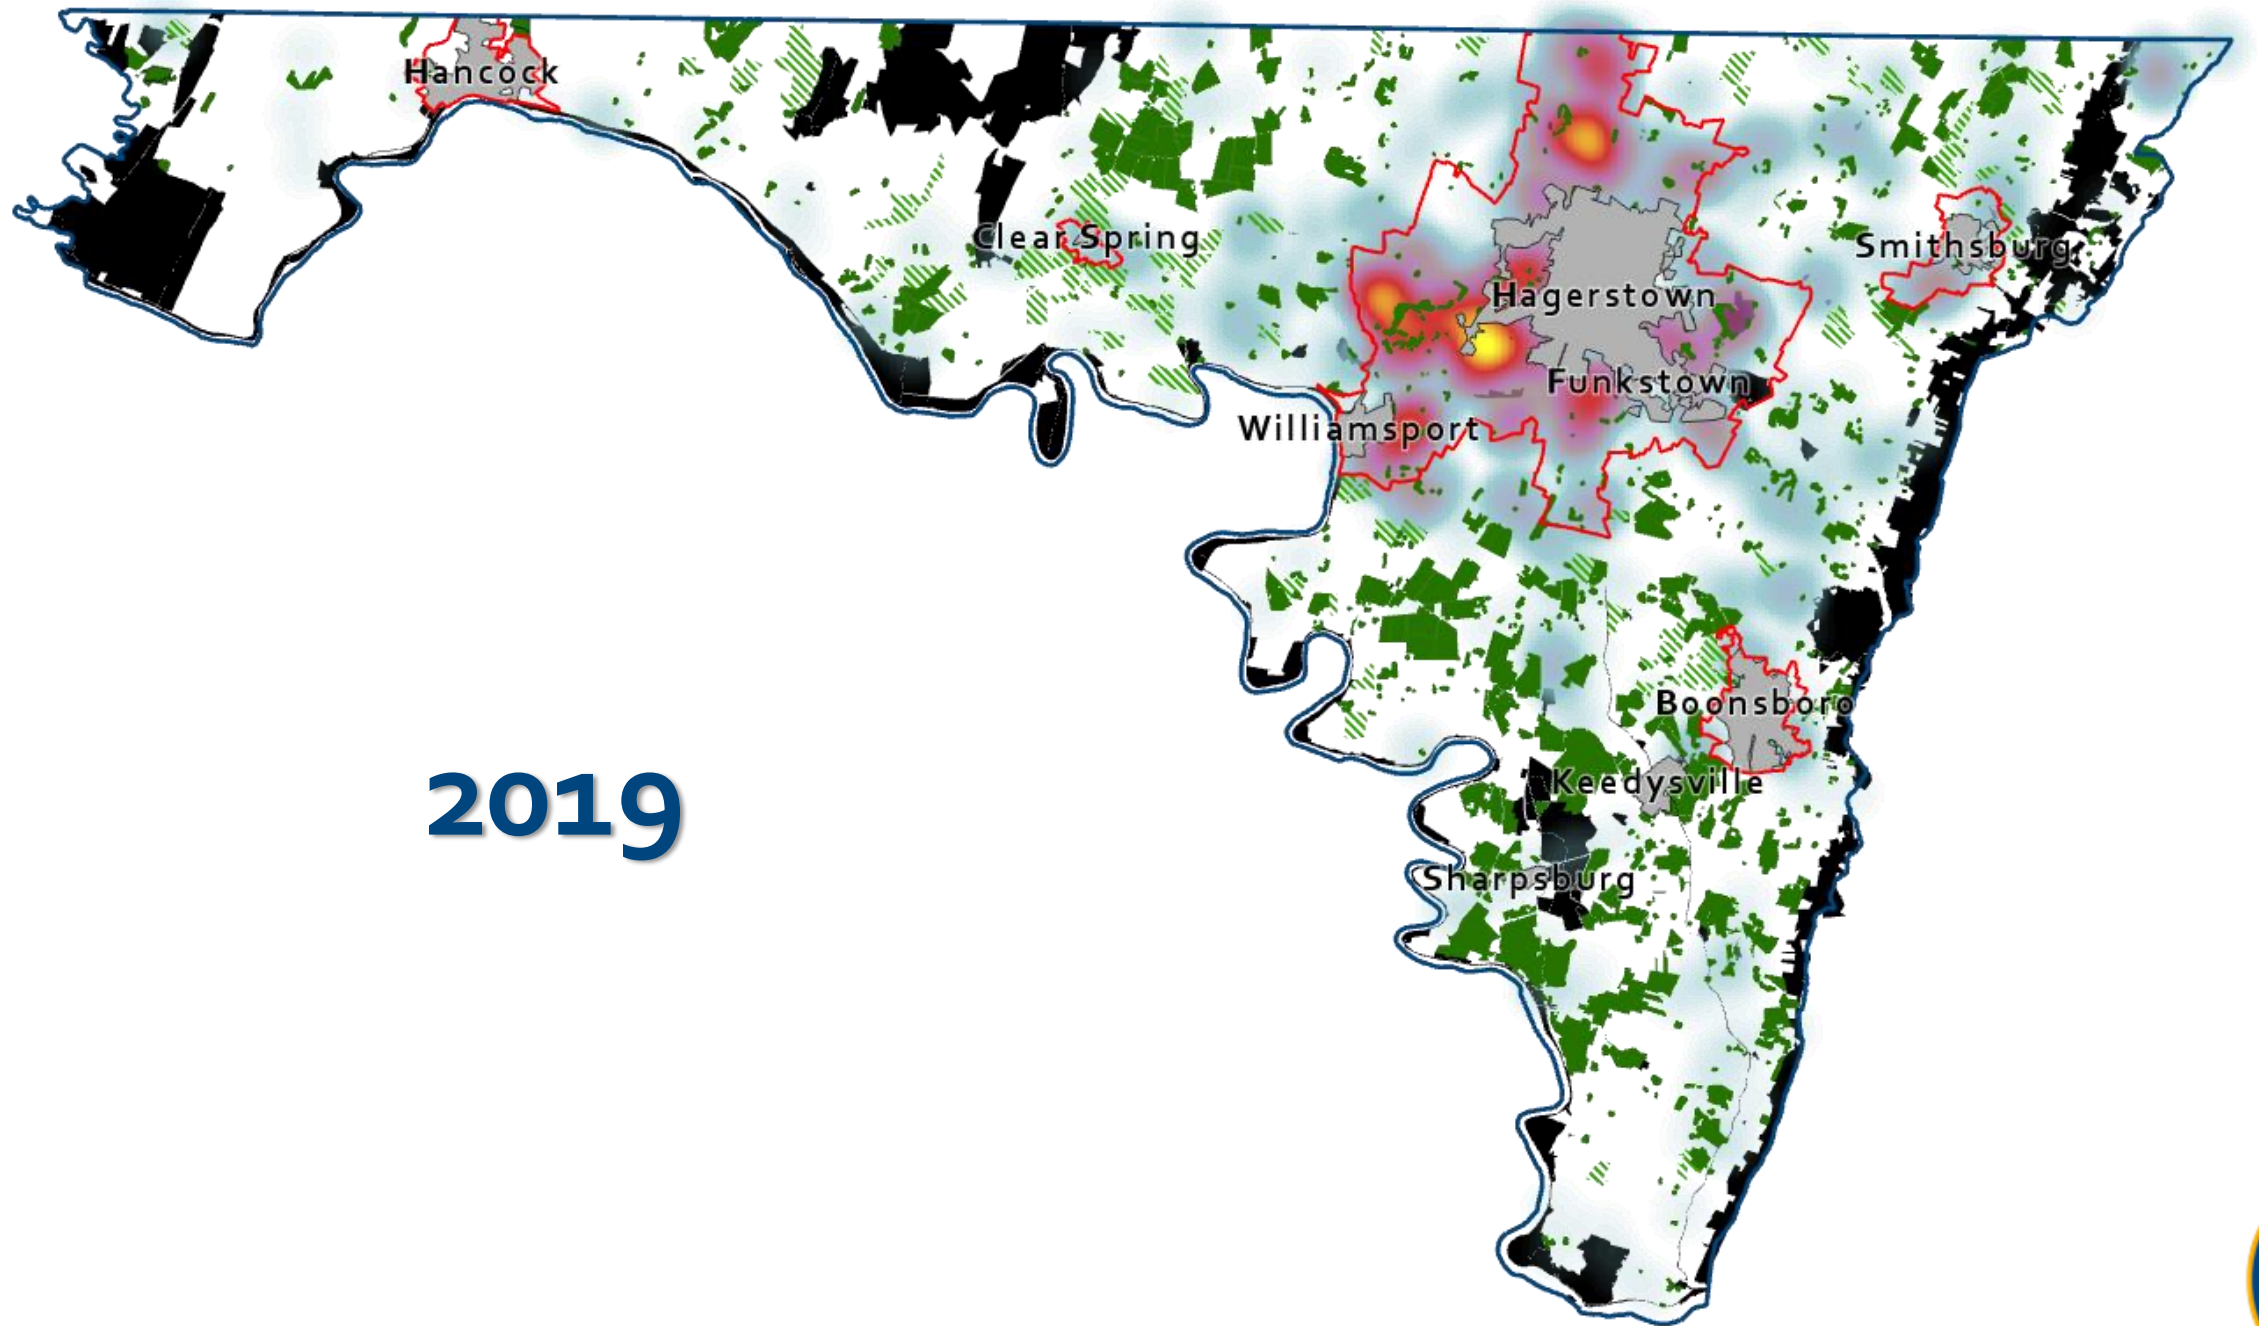 Hancock
Clear Spring
Smithsburg
Hagerstown
Funkstown
Williamsport
Boonsboro
Keedysville
2019
Sharpsburg